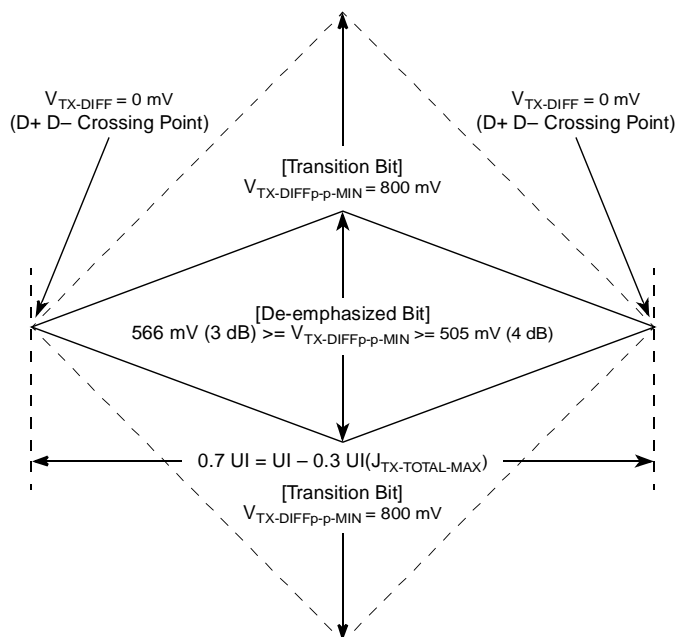 V_TX-DIFF = 0 mV
(D+ D– Crossing Point)
V_TX-DIFF = 0 mV
(D+ D– Crossing Point)
[Transition Bit]
V_TX-DIFFp-p-MIN = 800 mV
[De-emphasized Bit]
566 mV (3 dB) >= V_TX-DIFFp-p-MIN >= 505 mV (4 dB)
0.7 UI = UI – 0.3 UI(J_TX-TOTAL-MAX)
[Transition Bit]
V_TX-DIFFp-p-MIN = 800 mV